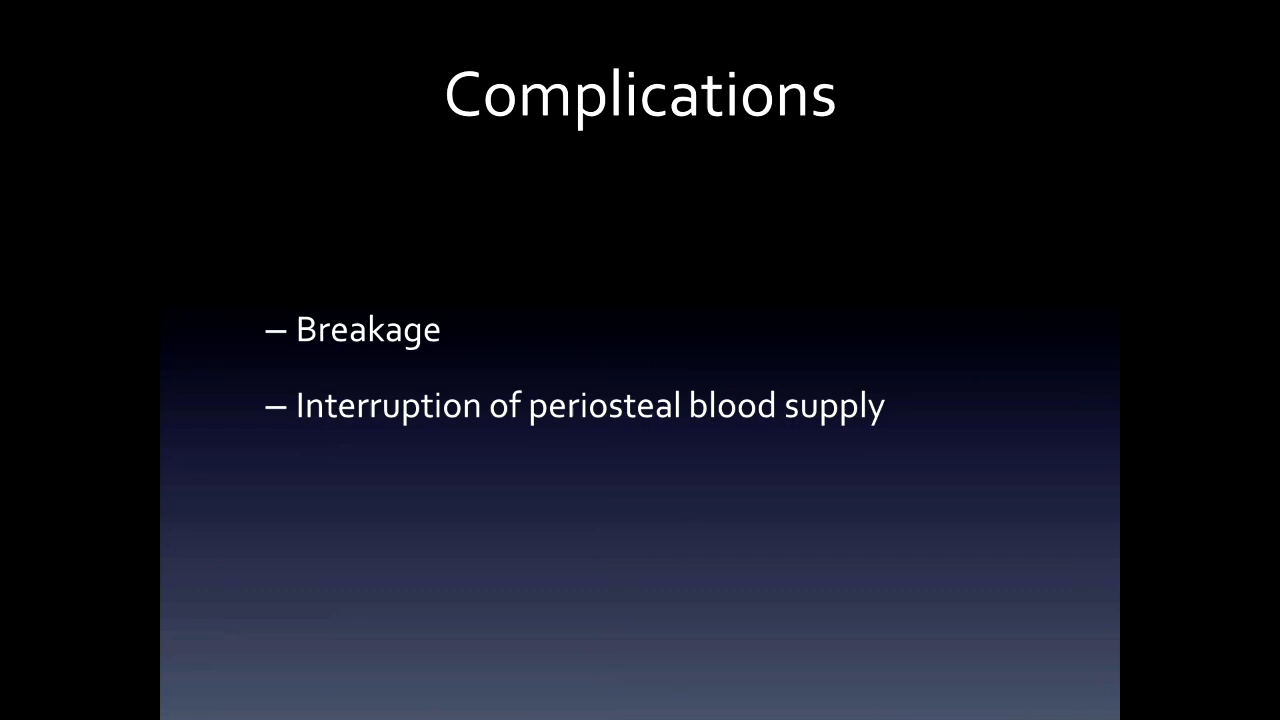 Complications
– Breakage
– Interruption of periosteal blood supply